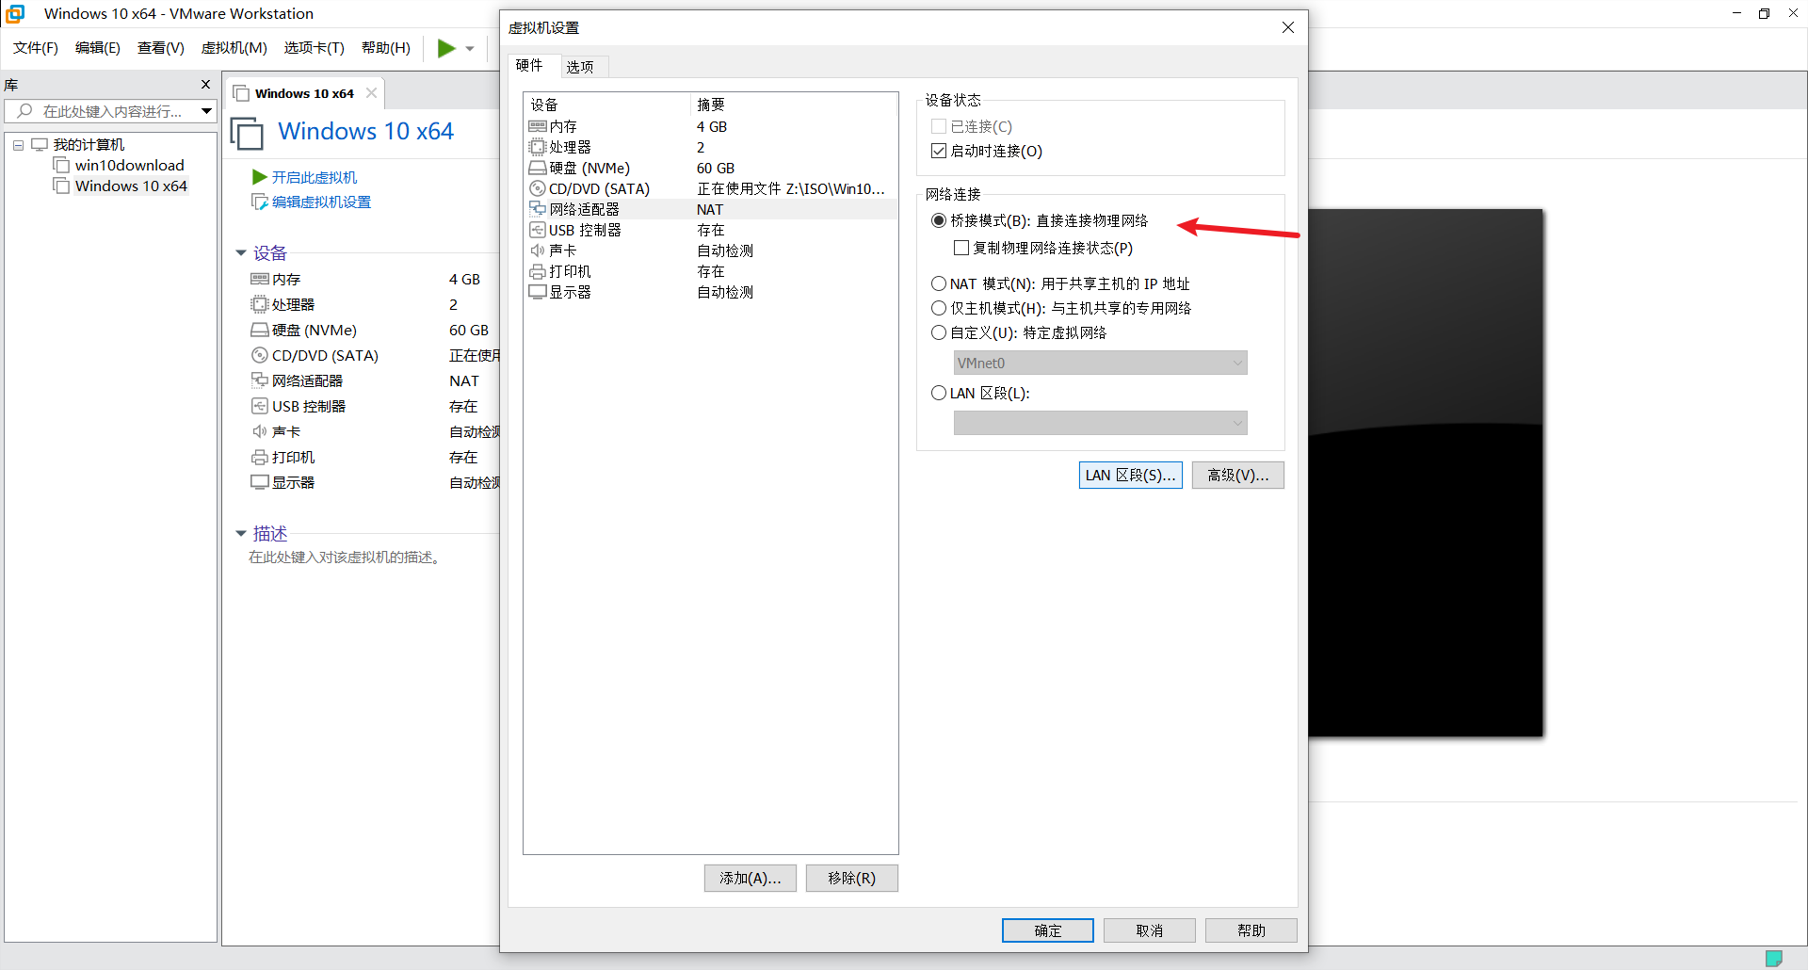 Windows 10 x64 - VMware Workstation
文件(F) 编辑(E) 查看(V) 虚拟机(M) 选项卡(T) 帮助(H)
库
在此处键入内容进行...
我的计算机
win10download
Windows 10 x64
Windows 10 x64
Windows 10 x64
开启此虚拟机
编辑虚拟机设置
设备
内存 4 GB
处理器 2
硬盘 (NVMe) 60 GB
CD/DVD (SATA) 正在使用
网络适配器 NAT
USB 控制器 存在
声卡 自动检测
打印机 存在
显示器 自动检测
描述
在此处键入对该虚拟机的描述。
虚拟机设置
硬件 选项
设备 摘要
内存 4 GB
处理器 2
硬盘 (NVMe) 60 GB
CD/DVD (SATA) 正在使用文件 Z:\ISO\Win10...
网络适配器 NAT
USB 控制器 存在
声卡 自动检测
打印机 存在
显示器 自动检测
添加(A)... 移除(R)
设备状态
已连接(C)
启动时连接(O)
网络连接
桥接模式(B): 直接连接物理网络
复制物理网络连接状态(P)
NAT 模式(N): 用于共享主机的 IP 地址
仅主机模式(H): 与主机共享的专用网络
自定义(U): 特定虚拟网络
VMnet0
LAN 区段(L):
LAN 区段(S)... 高级(V)...
确定 取消 帮助